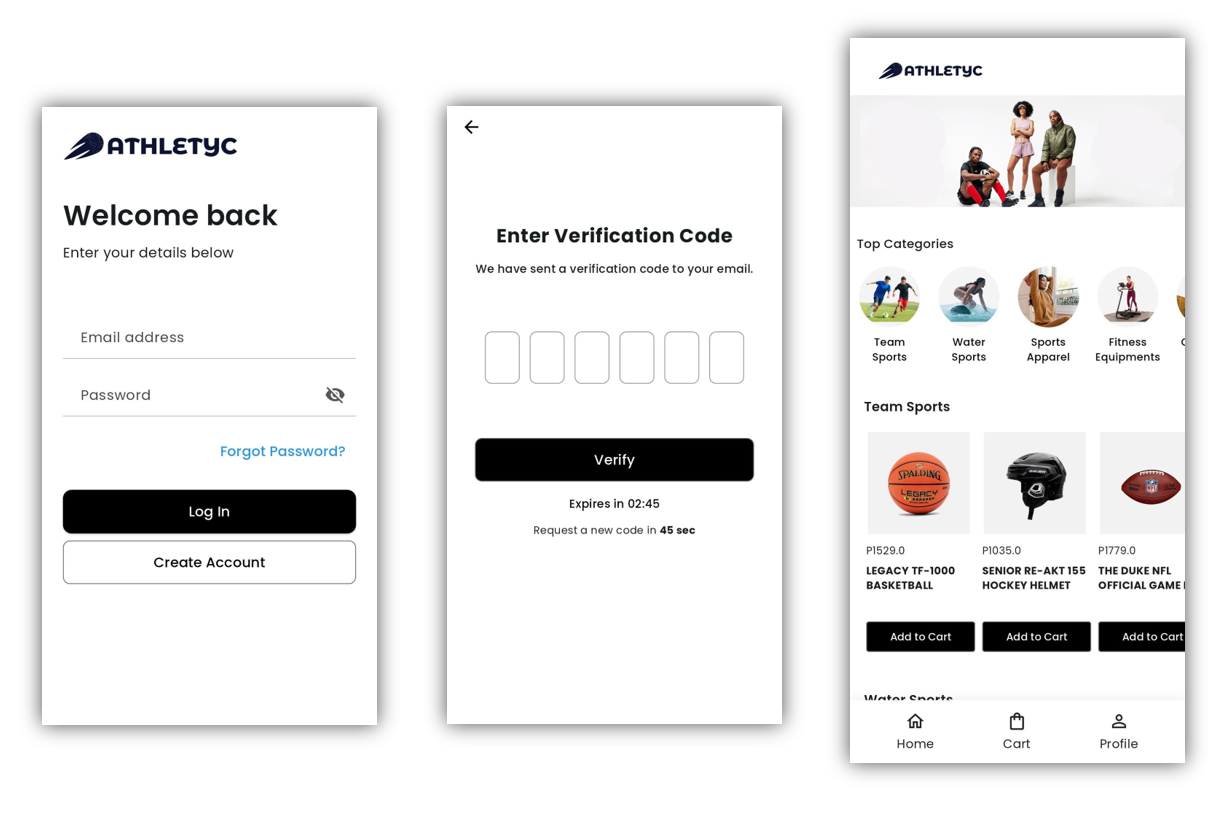 ATHLETYC
Welcome back
Enter your details below
Email address
Password
Forgot Password?
Log In
Create Account
Enter Verification Code
We have sent a verification code to your email.
Verify
Expires in 02:45
Request a new code in 45 sec
ATHLETYC
Top Categories
Team
Sports
Water
Sports
Sports
Apparel
Fitness
Equipments
Team Sports
SPALDING
LEGACY
NFL
P1529.0
LEGACY TF-1000
BASKETBALL
Add to Cart
P1035.0
SENIOR RE-AKT 155
HOCKEY HELMET
Add to Cart
P1779.0
THE DUKE NFL
OFFICIAL GAME
Add to Cart
Water Sports
Home
Cart
Profile